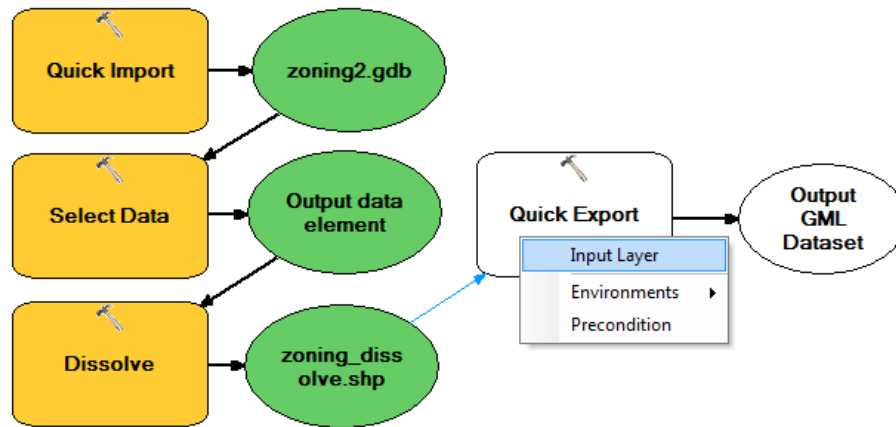 Quick Import
zoning2.gdb
Select Data
Output data
element
Quick Export
Output
GML
Dataset
Input Layer
Environments
Precondition
Dissolve
zoning_diss
olve.shp